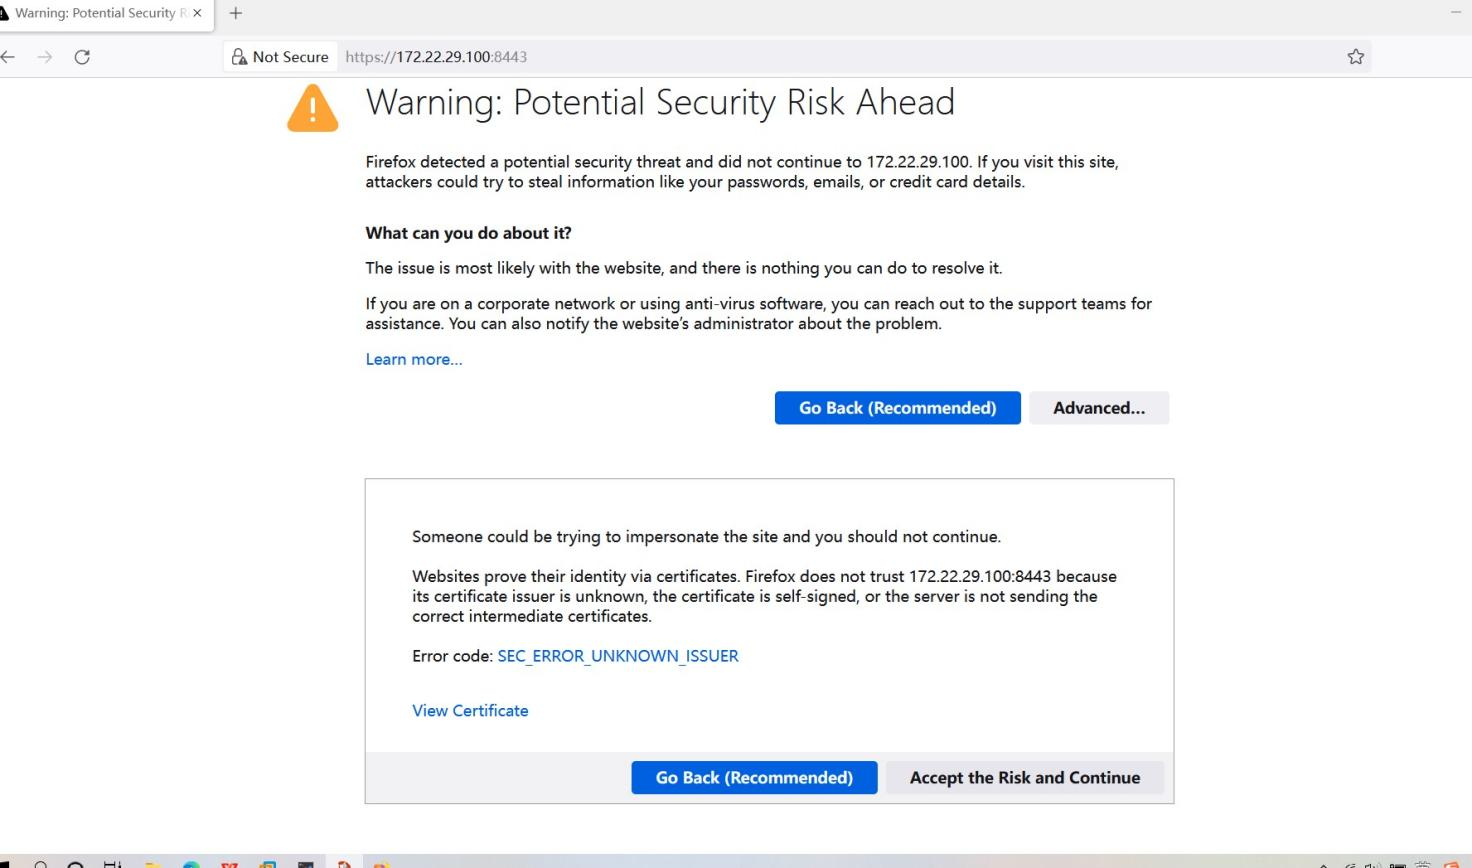 Warning: Potential Security R
Not Secure https://172.22.29.100:8443
Warning: Potential Security Risk Ahead
Firefox detected a potential security threat and did not continue to 172.22.29.100. If you visit this site,
attackers could try to steal information like your passwords, emails, or credit card details.
What can you do about it?
The issue is most likely with the website, and there is nothing you can do to resolve it.
If you are on a corporate network or using anti-virus software, you can reach out to the support teams for
assistance. You can also notify the website’s administrator about the problem.
Learn more…
Go Back (Recommended) Advanced...
Someone could be trying to impersonate the site and you should not continue.
Websites prove their identity via certificates. Firefox does not trust 172.22.29.100:8443 because
its certificate issuer is unknown, the certificate is self-signed, or the server is not sending the
correct intermediate certificates.
Error code: SEC_ERROR_UNKNOWN_ISSUER
View Certificate
Go Back (Recommended) Accept the Risk and Continue